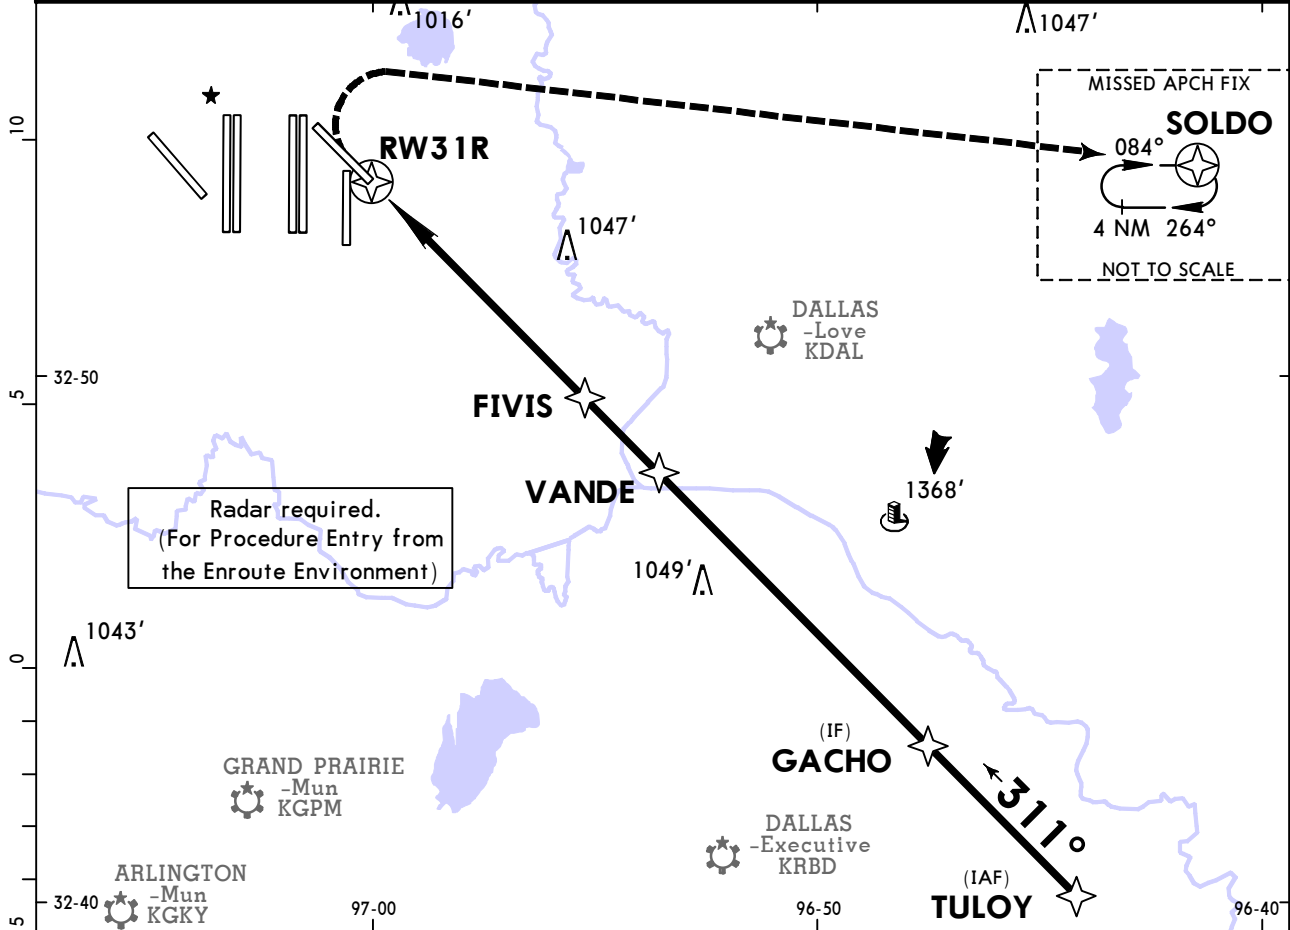 1016′
1047′
MISSED APCH FIX
SOLDO
084°
4 NM 264°
NOT TO SCALE
10
RW31R
1047′
DALLAS
-Love
KDAL
32-50
5
FIVIS
VANDE
1368′
Radar required.
(For Procedure Entry from
the Enroute Environment)
1049′
1043′
0
(IF)
GACHO
311°
GRAND PRAIRIE
-Mun
KGPM
DALLAS
-Executive
KRBD
ARLINGTON
-Mun
KGKY
(IAF)
TULOY
32-40
5
97-00
96-50
96-40